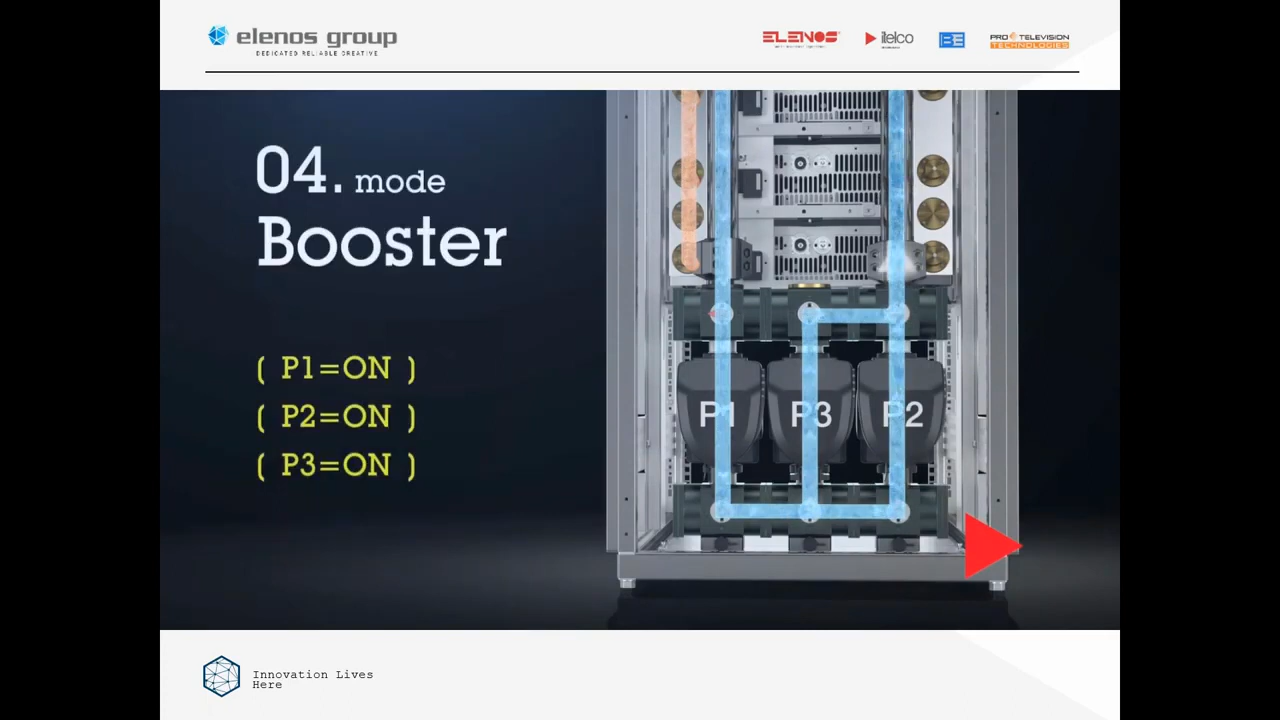 elenos group
DEDICATED RELIABLE CREATIVE
ELENOS
itelco
BE
PRO TELEVISION
TECHNOLOGIES
04. mode
Booster
( P1=ON )
( P2=ON )
( P3=ON )
P1 P3 P2
Innovation Lives
Here